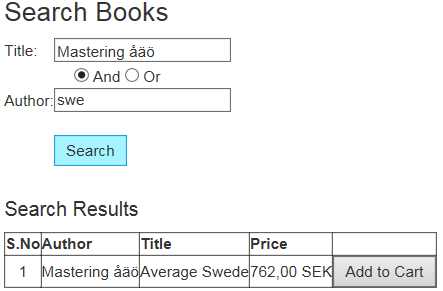 Search Books
Title: Mastering åäö
And Or
Author: swe
Search
Search Results
S.No Author Title Price
1 Mastering åäö Average Swede 762,00 SEK Add to Cart